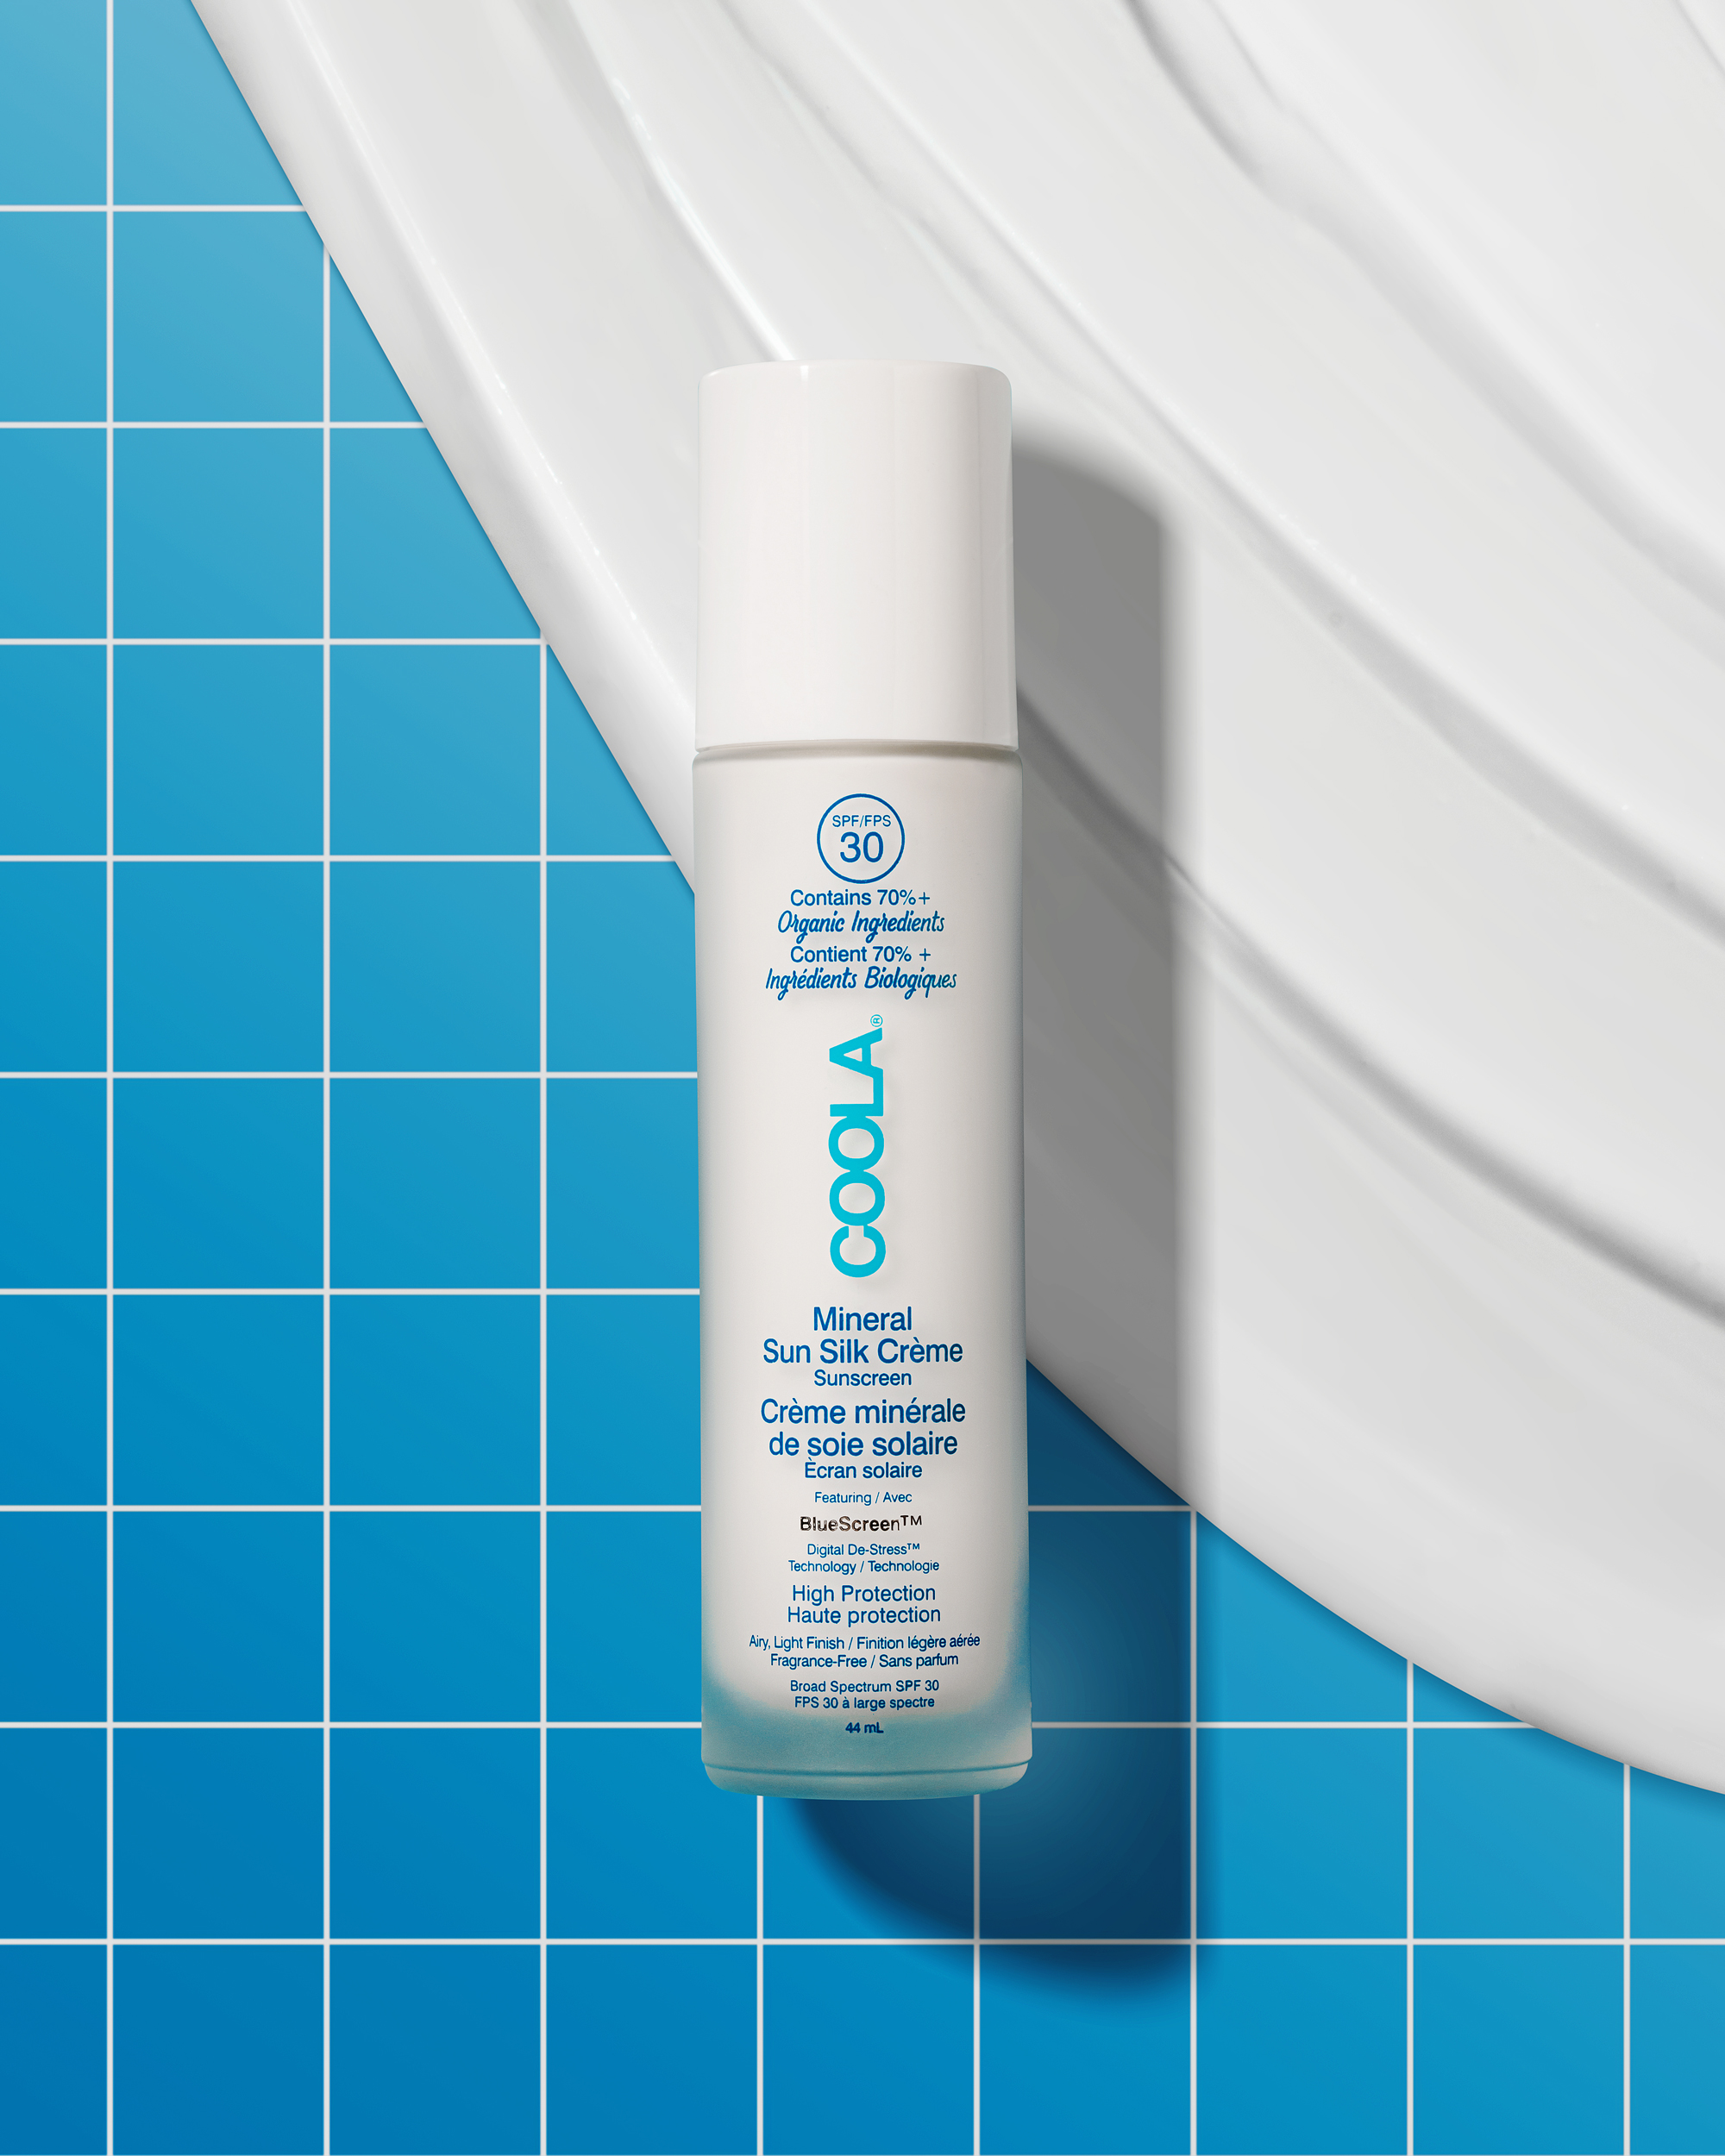 SPF/FPS
30
Contains 70%+
Organic Ingredients
Contient 70% +
Ingrédients Biologiques
COOLA®
Mineral
Sun Silk Crème
Sunscreen
Crème minérale
de soie solaire
Ècran solaire
Featuring / Avec
BlueScreen™
Digital De-Stress™
Technology / Technologie
High Protection
Haute protection
Airy, Light Finish / Finition légère aérée
Fragrance-Free / Sans parfum
Broad Spectrum SPF 30
FPS 30 à large spectre
44 mL